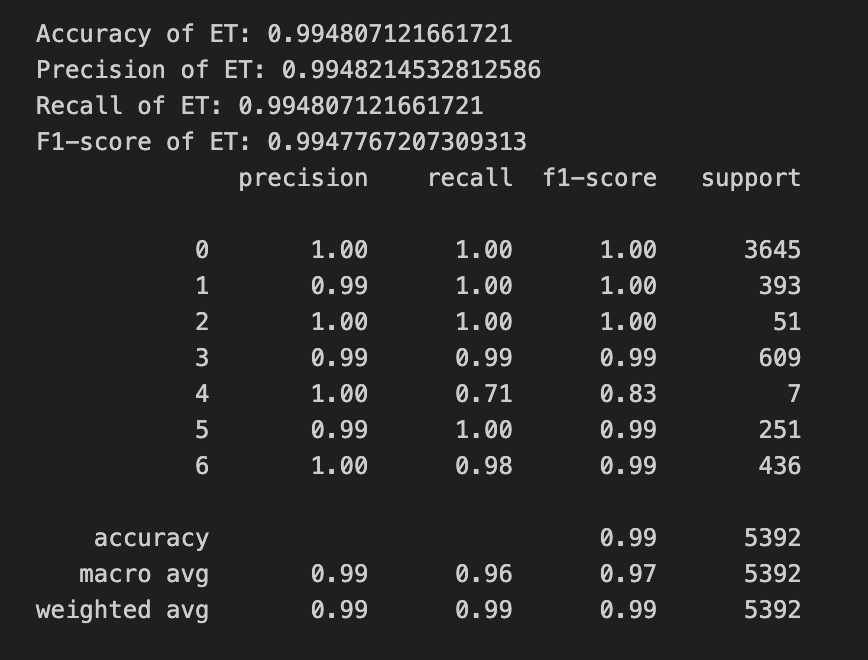 Accuracy of ET: 0.994807121661721
Precision of ET: 0.9948214532812586
Recall of ET: 0.994807121661721
F1-score of ET: 0.9947767207309313
precision recall f1-score support
0 1.00 1.00 1.00 3645
1 0.99 1.00 1.00 393
2 1.00 1.00 1.00 51
3 0.99 0.99 0.99 609
4 1.00 0.71 0.83 7
5 0.99 1.00 0.99 251
6 1.00 0.98 0.99 436
accuracy 0.99 5392
macro avg 0.99 0.96 0.97 5392
weighted avg 0.99 0.99 0.99 5392